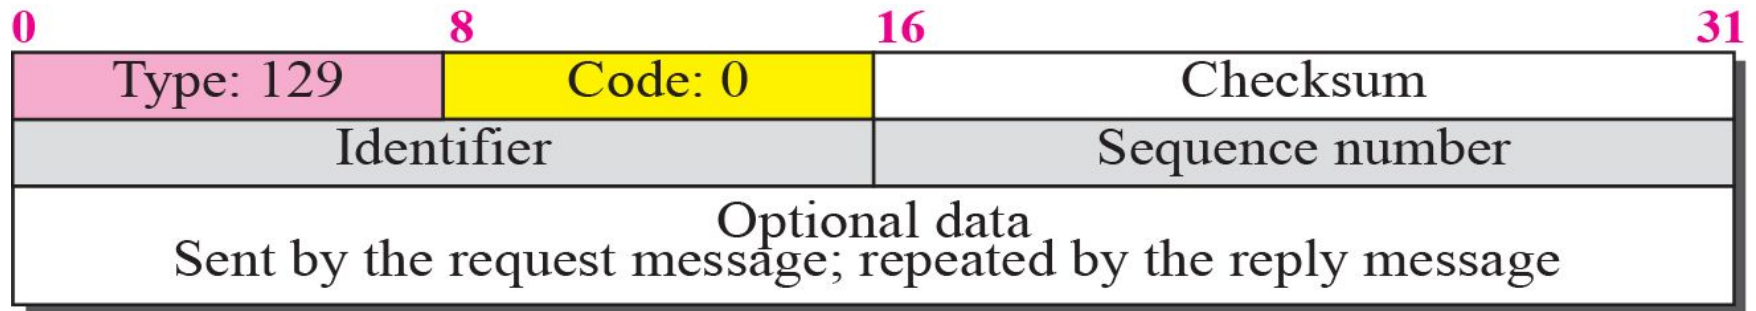 0 8 16 31
Type: 129 Code: 0 Checksum
Identifier Sequence number
Optional data
Sent by the request message; repeated by the reply message